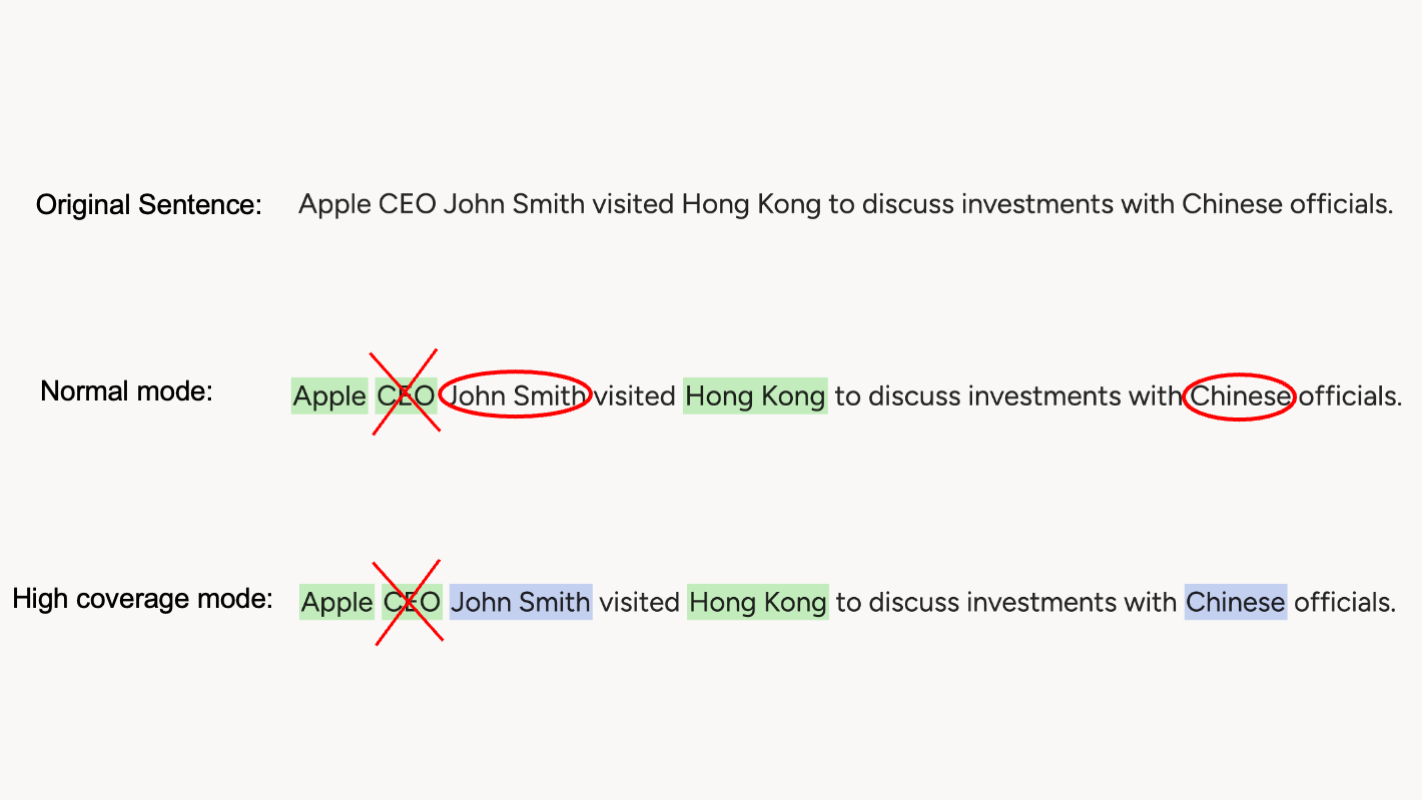 Original Sentence: Apple CEO John Smith visited Hong Kong to discuss investments with Chinese officials.
Normal mode: Apple CEO John Smith visited Hong Kong to discuss investments with Chinese officials.
High coverage mode: Apple CEO John Smith visited Hong Kong to discuss investments with Chinese officials.